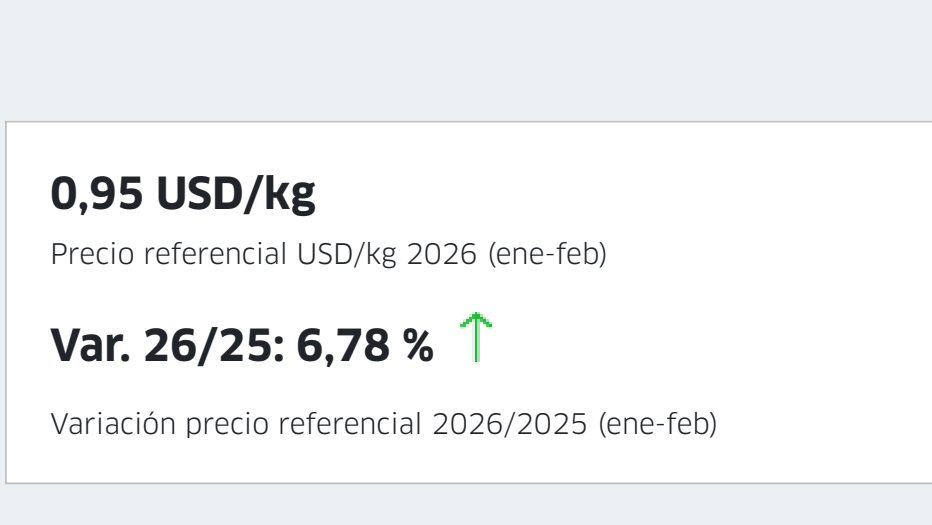 0,95 USD/kg
Precio referencial USD/kg 2026 (ene-feb)
Var. 26/25: 6,78 %
Variación precio referencial 2026/2025 (ene-feb)